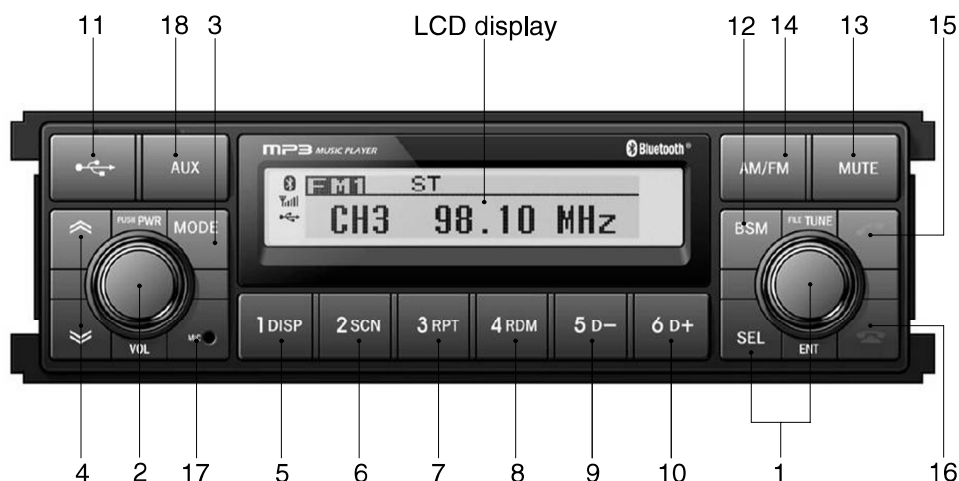 11 18 3 LCD display 12 14 13 15
AUX
MP3 MUSIC PLAYER
Bluetooth®
AM/FM
MUTE
PUSH PWR
MODE
VOL
MIC
FM1 ST
CH3 98.10 MHz
BSM
FILE TUNE
SEL
ENT
1 DISP
2 SCN
3 RPT
4 RDM
5 D−
6 D+
4 2 17 5 6 7 8 9 10 1 16